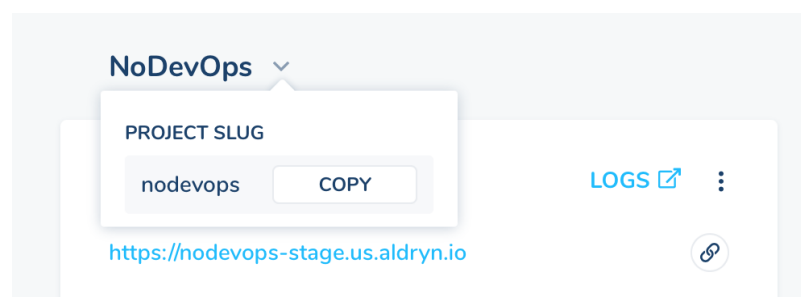 NoDevOps
PROJECT SLUG
nodevops COPY
LOGS
https://nodevops-stage.us.aldryn.io